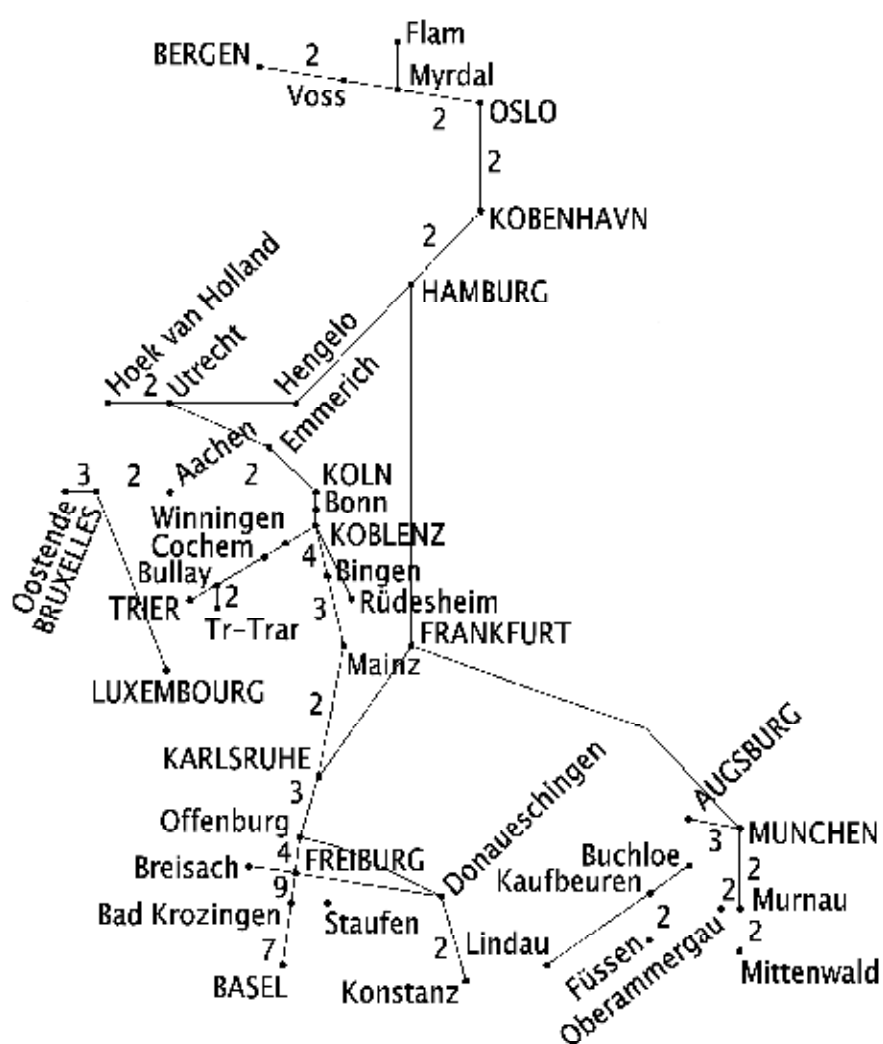 Flam
BERGEN
2
Voss
Myrdal
2
OSLO
2
KOBENHAVN
2
HAMBURG
Hoek van Holland
2
Utrecht
Hengelo
Emmerich
Aachen
3
2
2
KOLN
Bonn
Winningen
KOBLENZ
Cochem
4
Bingen
Bullay
Oostende
BRUXELLES
TRIER
2
Tr-Trar
3
Rüdesheim
FRANKFURT
Mainz
LUXEMBOURG
2
KARLSRUHE
3
AUGSBURG
Offenburg
Donaueschingen
3
MUNCHEN
4
FREIBURG
Breisach
Buchloe
2
9
Kaufbeuren
Bad Krozingen
Staufen
2
Murnau
2
2
7
2
Lindau
Füssen
Oberammergau
Mittenwald
BASEL
Konstanz